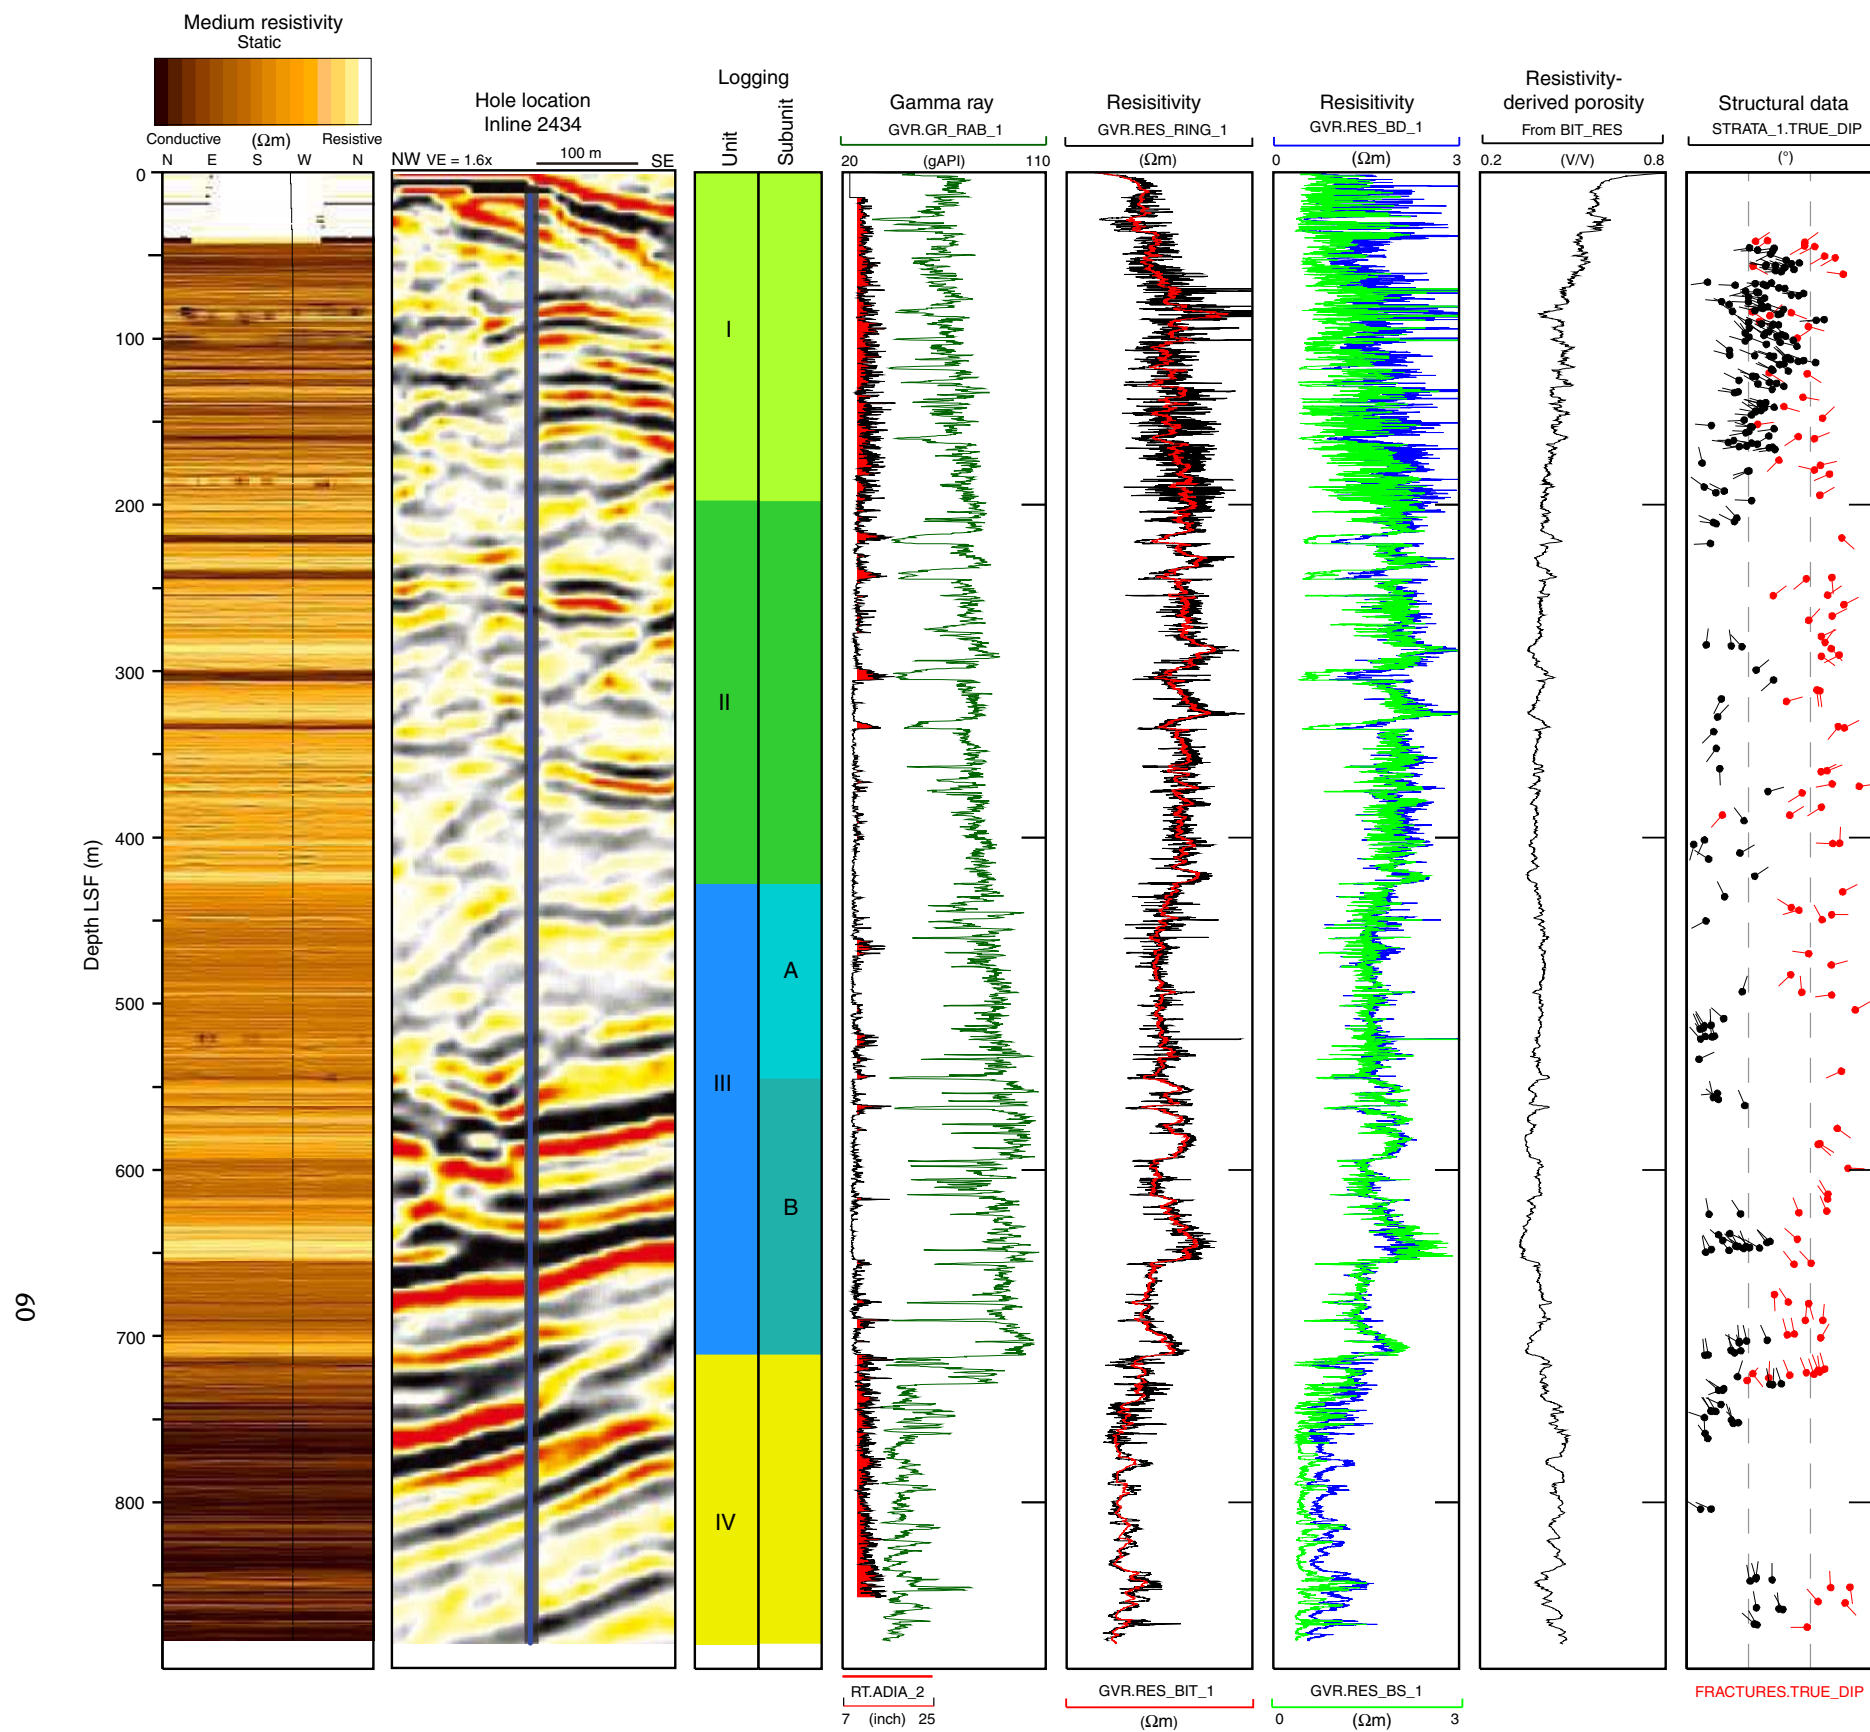 Medium resistivity
Static
Conductive (Ωm) Resistive
N E S W N
Hole location
Inline 2434
NW VE = 1.6x 100 m SE
Logging
Unit
Subunit
Gamma ray
GVR.GR_RAB_1
20 (gAPI) 110
Resisitivity
GVR.RES_RING_1
(Ωm)
Resisitivity
GVR.RES_BD_1
0 (Ωm) 3
Resistivity-
derived porosity
From BIT_RES
0.2 (V/V) 0.8
Structural data
STRATA_1.TRUE_DIP
(°)
Depth LSF (m)
0
100
200
300
400
500
600
700
800
I
II
III
IV
A
B
RT.ADIA_2
7 (inch) 25
GVR.RES_BIT_1
(Ωm)
GVR.RES_BS_1
0 (Ωm) 3
FRACTURES.TRUE_DIP
60